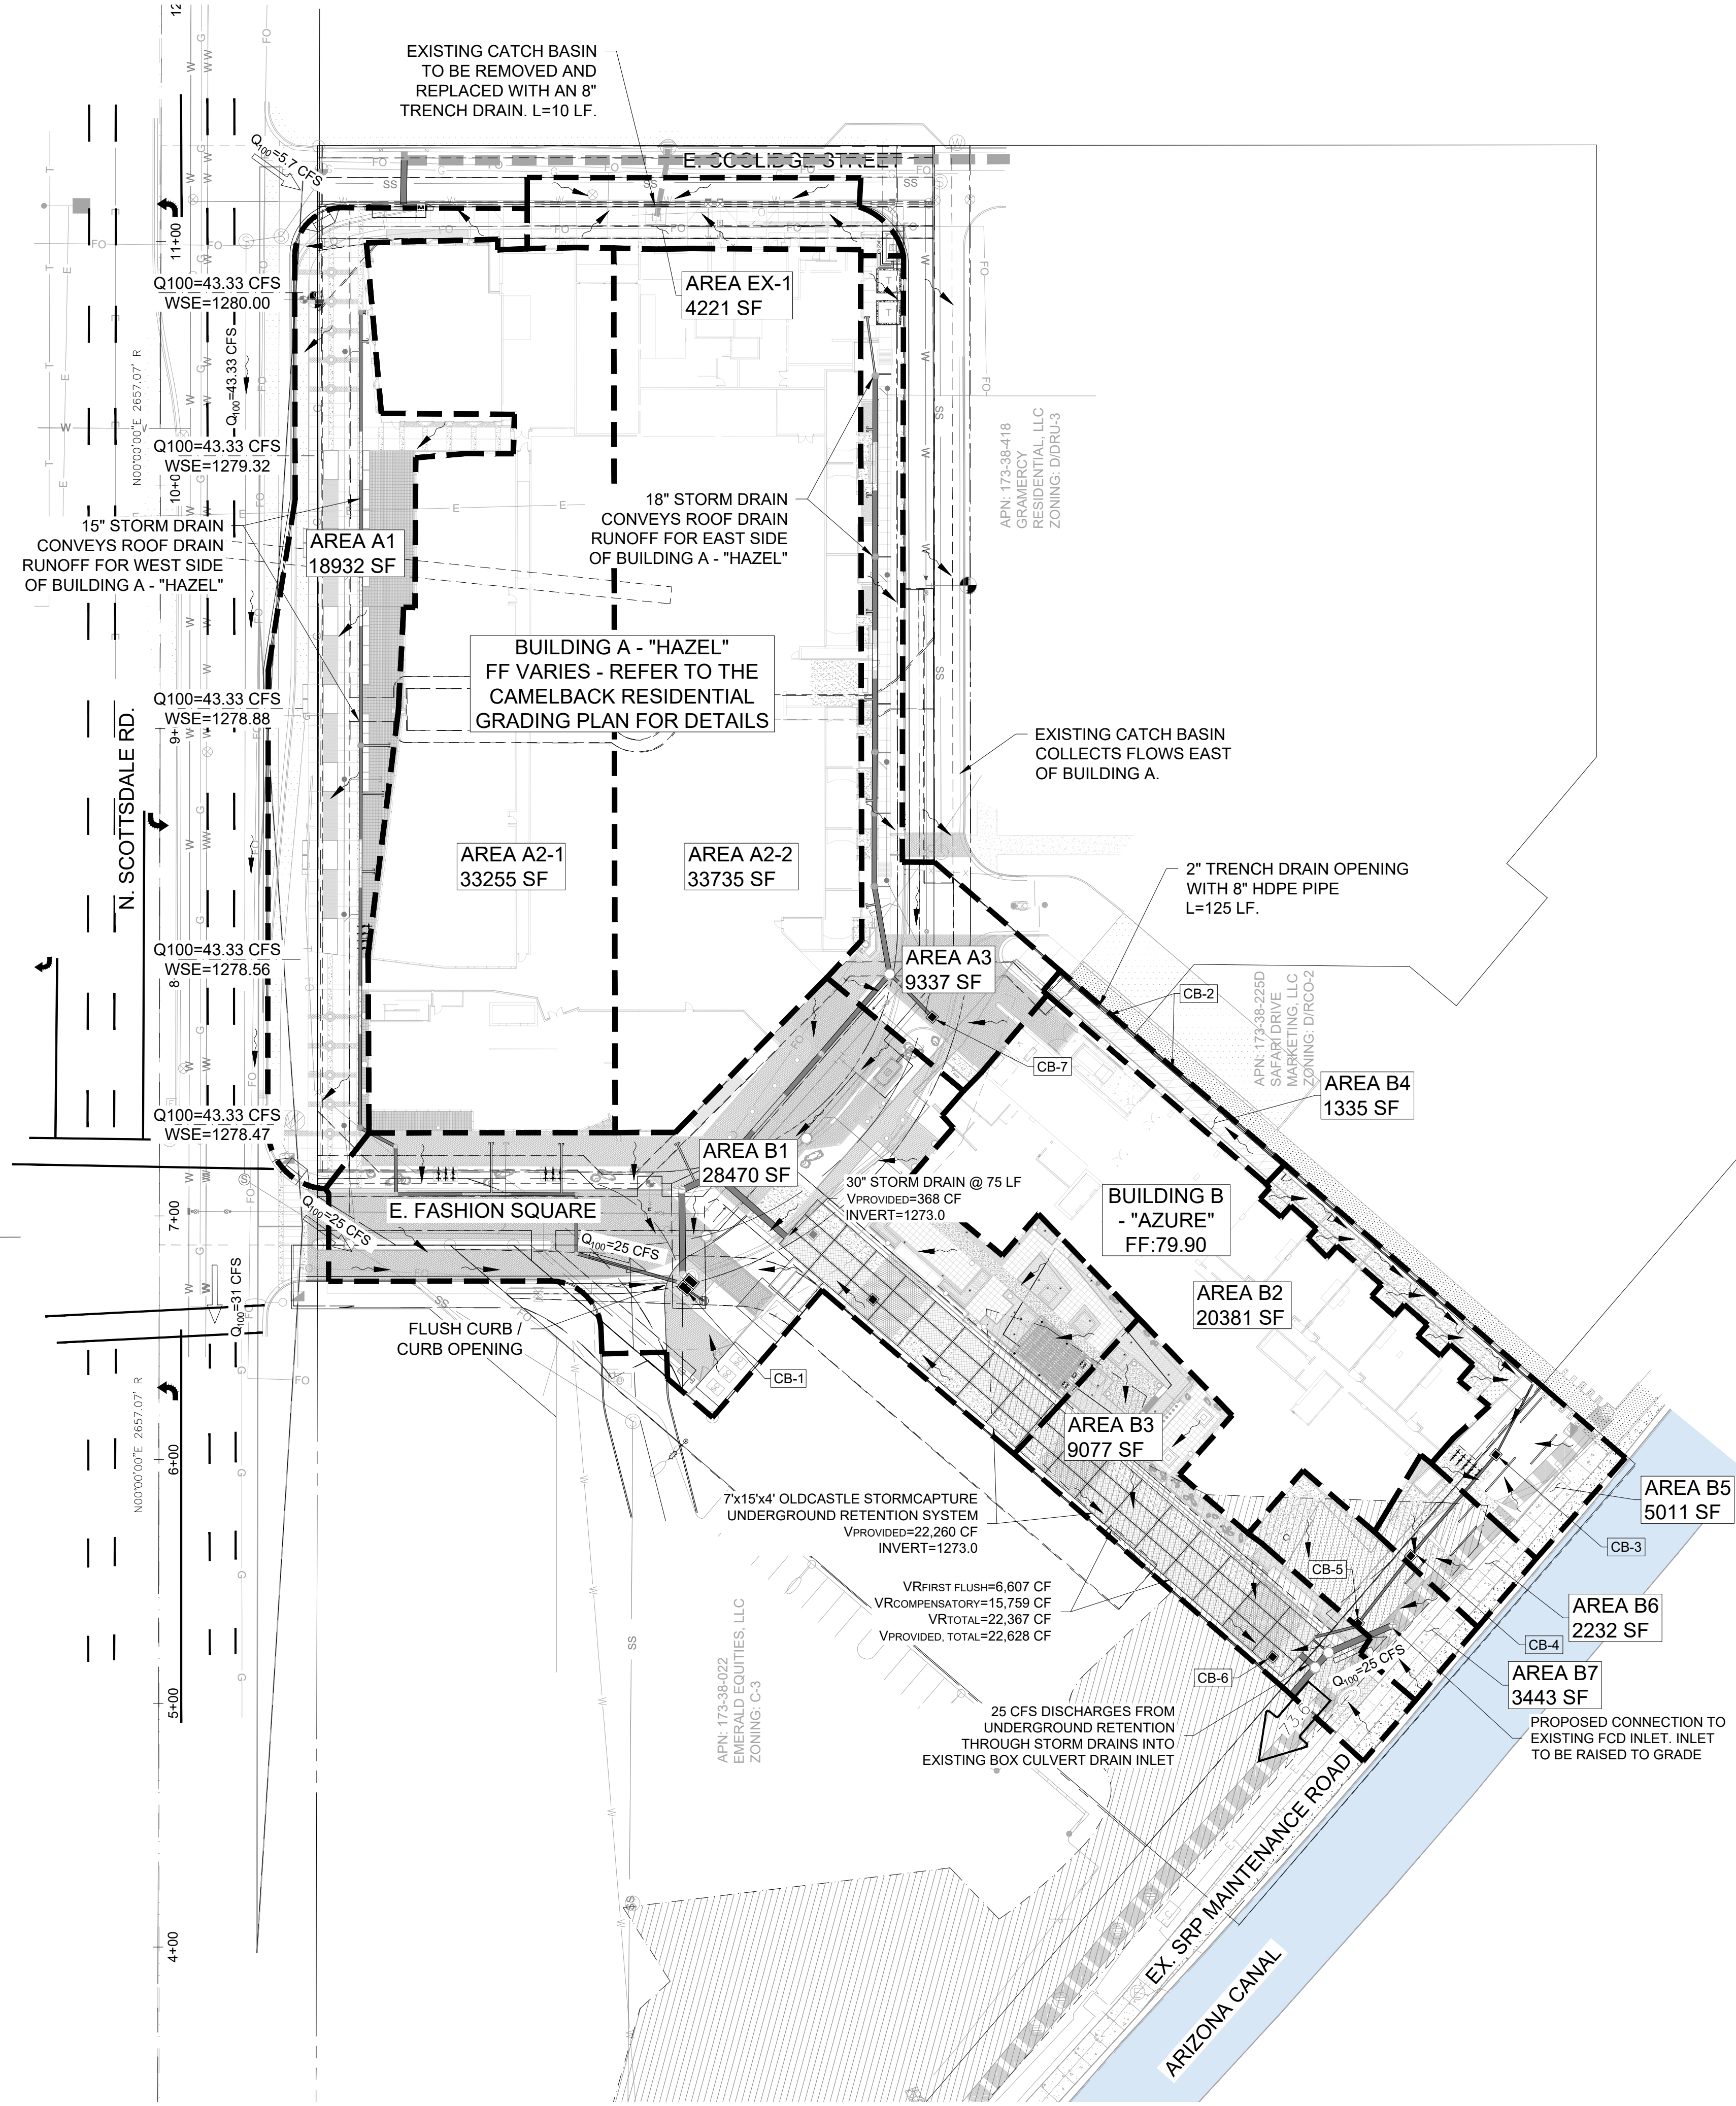 EXISTING CATCH BASIN
TO BE REMOVED AND
REPLACED WITH AN 8"
TRENCH DRAIN. L=10 LF.
E. COOLIDGE STREET
Q100=5.7 CFS
12
11+00
AREA EX-1
4221 SF
Q100=43.33 CFS
WSE=1280.00
Q100=43.33 CFS
N00°00'00"E 2657.07' R
Q100=43.33 CFS
WSE=1279.32
10+0
APN: 173-38-418
GRAMERCY
RESIDENTIAL, LLC
ZONING: D/DRU-3
15" STORM DRAIN
CONVEYS ROOF DRAIN
RUNOFF FOR WEST SIDE
OF BUILDING A - "HAZEL"
AREA A1
18932 SF
18" STORM DRAIN
CONVEYS ROOF DRAIN
RUNOFF FOR EAST SIDE
OF BUILDING A - "HAZEL"
BUILDING A - "HAZEL"
FF VARIES - REFER TO THE
CAMELBACK RESIDENTIAL
GRADING PLAN FOR DETAILS
Q100=43.33 CFS
WSE=1278.88
9+
N. SCOTTSDALE RD.
EXISTING CATCH BASIN
COLLECTS FLOWS EAST
OF BUILDING A.
AREA A2-1
33255 SF
AREA A2-2
33735 SF
2" TRENCH DRAIN OPENING
WITH 8" HDPE PIPE
L=125 LF.
Q100=43.33 CFS
WSE=1278.56
8-
AREA A3
9337 SF
CB-2
APN: 173-38-225D
SAFARI DRIVE
MARKETING, LLC
ZONING: D/RCO-2
CB-7
AREA B4
1335 SF
Q100=43.33 CFS
WSE=1278.47
AREA B1
28470 SF
30" STORM DRAIN @ 75 LF
VPROVIDED=368 CF
INVERT=1273.0
BUILDING B
- "AZURE"
FF:79.90
7+00
Q100=25 CFS
E. FASHION SQUARE
Q100=25 CFS
Q100=31 CFS
AREA B2
20381 SF
FLUSH CURB /
CURB OPENING
CB-1
N00°00'00"E 2657.07' R
6+00
AREA B3
9077 SF
7'x15'x4' OLDCASTLE STORMCAPTURE
UNDERGROUND RETENTION SYSTEM
VPROVIDED=22,260 CF
INVERT=1273.0
AREA B5
5011 SF
CB-3
CB-5
VRFIRST FLUSH=6,607 CF
VRCOMPENSATORY=15,759 CF
VRTOTAL=22,367 CF
VPROVIDED, TOTAL=22,628 CF
AREA B6
2232 SF
CB-4
APN: 173-38-022
EMERALD EQUITIES, LLC
ZONING: C-3
CB-6
Q100=25 CFS
AREA B7
3443 SF
5+00
25 CFS DISCHARGES FROM
UNDERGROUND RETENTION
THROUGH STORM DRAINS INTO
EXISTING BOX CULVERT DRAIN INLET
73.6
PROPOSED CONNECTION TO
EXISTING FCD INLET. INLET
TO BE RAISED TO GRADE
4+00
EX. SRP MAINTENANCE ROAD
ARIZONA CANAL